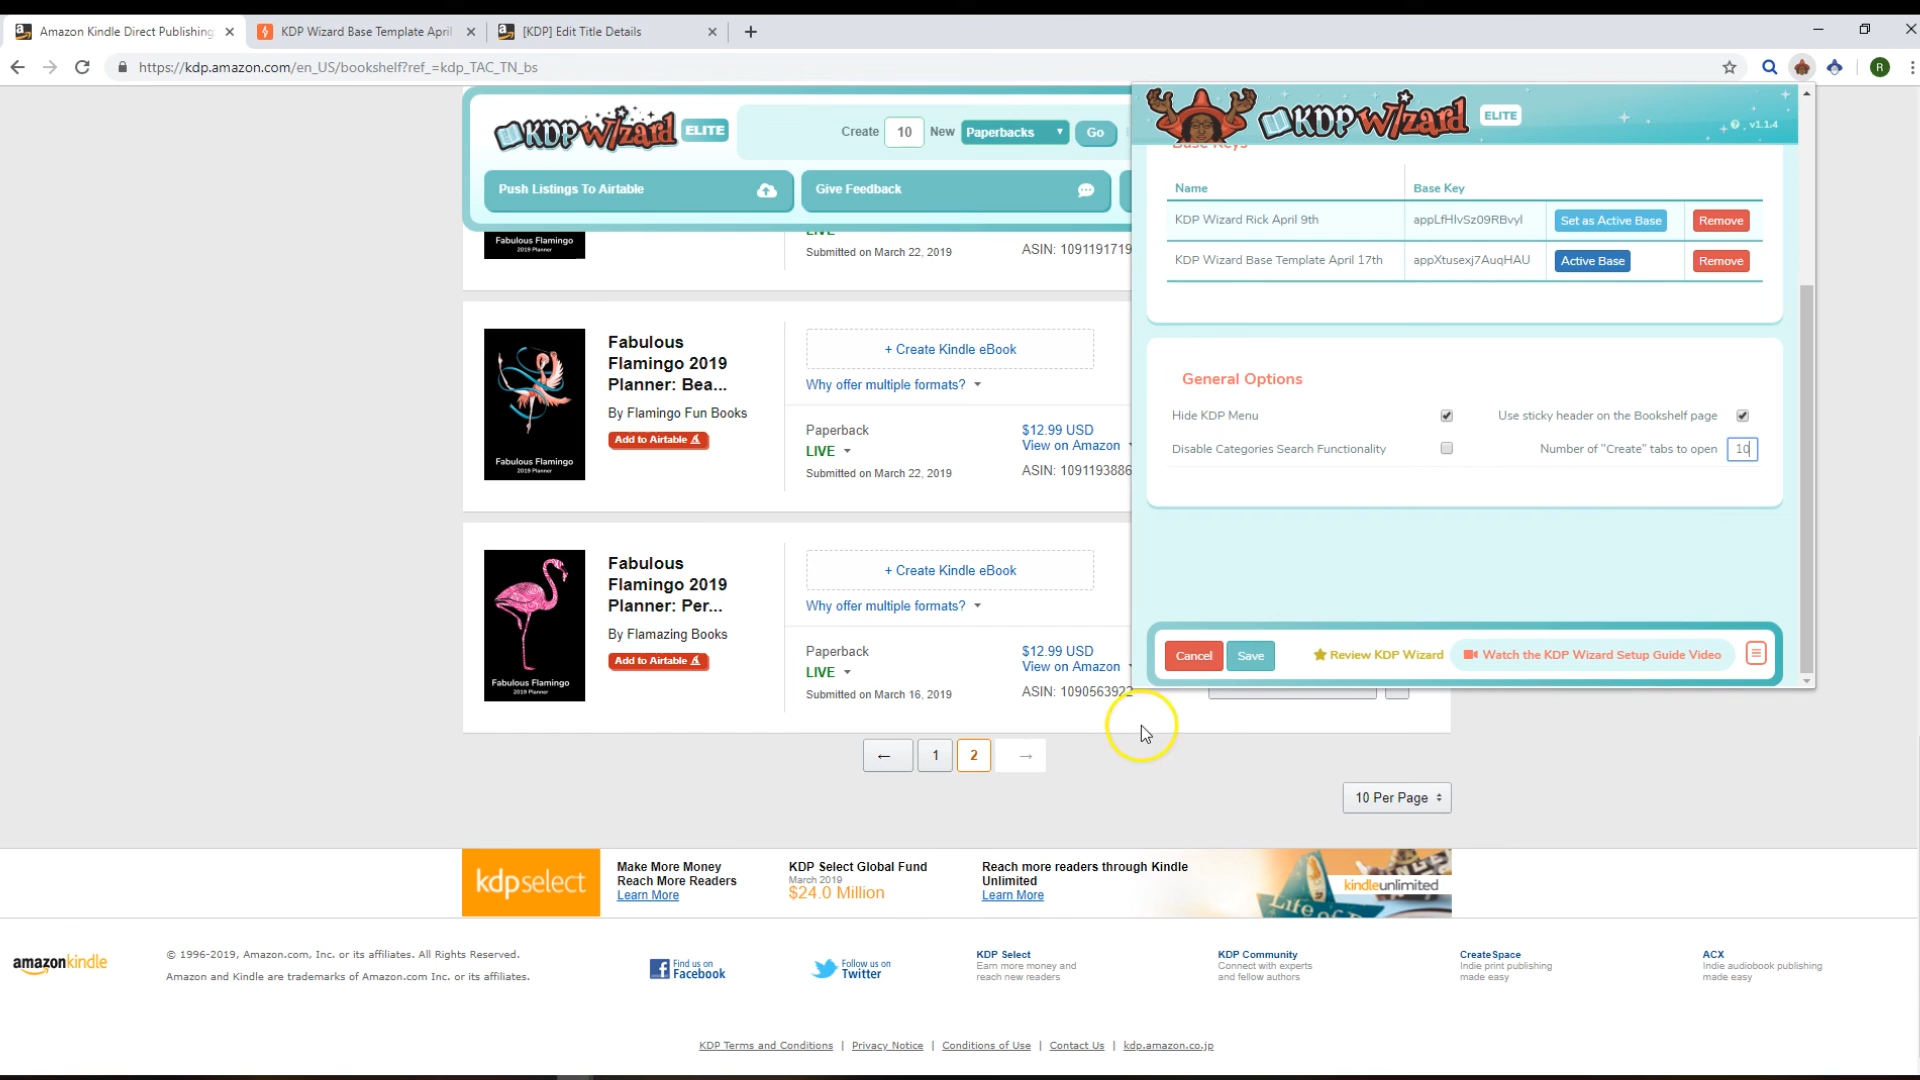 Amazon Kindle Direct Publishing
KDP Wizard Base Template April
[KDP] Edit Title Details
https://kdp.amazon.com/en_US/bookshelf?ref_=kdp_TAC_TN_bs
R
KDP Wizard ELITE
Create 10 New Paperbacks Go
Push Listings To Airtable
Give Feedback
Fabulous Flamingo
2019 Planner
LIVE
Submitted on March 22, 2019
ASIN: 1091191719
Fabulous Flamingo
Fabulous
Flamingo 2019
Planner: Bea...
By Flamingo Fun Books
Add to Airtable
+ Create Kindle eBook
Why offer multiple formats?
Paperback
LIVE
Submitted on March 22, 2019
$12.99 USD
View on Amazon
ASIN: 1091193886
Fabulous Flamingo
2019 Planner
Fabulous
Flamingo 2019
Planner: Per...
By Flamazing Books
Add to Airtable
+ Create Kindle eBook
Why offer multiple formats?
Paperback
LIVE
Submitted on March 16, 2019
$12.99 USD
View on Amazon
ASIN: 1090563922
← 1 2 →
10 Per Page
KDP Wizard ELITE
v1.1.4
Base Keys
Name Base Key
KDP Wizard Rick April 9th appLfHIvSz09RBvyl Set as Active Base Remove
KDP Wizard Base Template April 17th appXtusexj7AuqHAU Active Base Remove
General Options
Hide KDP Menu
Use sticky header on the Bookshelf page
Disable Categories Search Functionality
Number of "Create" tabs to open 10
Cancel Save Review KDP Wizard Watch the KDP Wizard Setup Guide Video
kdpselect
Make More Money
Reach More Readers
Learn More
KDP Select Global Fund
March 2019
$24.0 Million
Reach more readers through Kindle
Unlimited
Learn More
kindleunlimited
Life of
amazonkindle
© 1996-2019, Amazon.com, Inc. or its affiliates. All Rights Reserved.
Amazon and Kindle are trademarks of Amazon.com Inc. or its affiliates.
Find us on
Facebook
Follow us on
Twitter
KDP Select
Earn more money and
reach new readers
KDP Community
Connect with experts
and fellow authors
CreateSpace
Indie print publishing
made easy
ACX
Indie audiobook publishing
made easy
KDP Terms and Conditions | Privacy Notice | Conditions of Use | Contact Us | kdp.amazon.co.jp